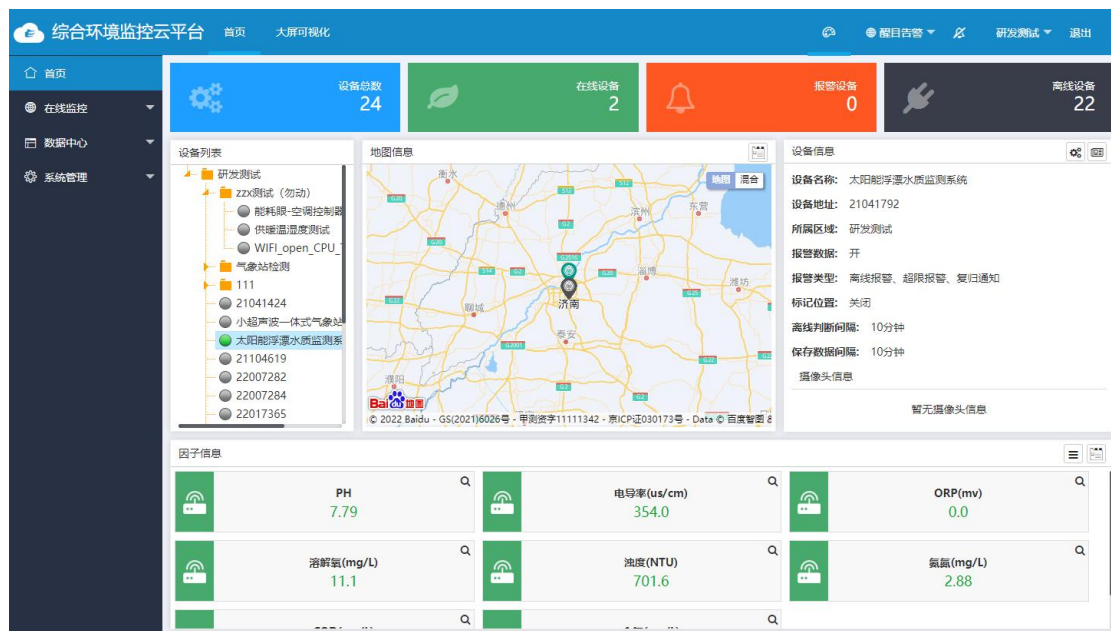 综合环境监控云平台 首页 大屏可视化 醒目告警 研发测试 退出
首页
在线监控
数据中心
系统管理
设备总数
24
在线设备
2
报警设备
0
离线设备
22
设备列表
研发测试
zzx测试（勿动）
能耗眼-空调控制器
供暖温湿度测试
WIFI_open_CPU_
气象站检测
111
21041424
小超声波一体式气象站
太阳能浮漂水质监测系
21104619
22007282
22007284
22017365
地图信息
地图 混合
衡水
德州
滨州
东营
淄博
潍坊
聊城
济南
泰安
濮阳
Bai 地图
© 2022 Baidu - GS(2021)6026号 - 甲测资字11111342 - 京ICP证030173号 - Data © 百度智图 &
设备信息
设备名称: 太阳能浮漂水质监测系统
设备地址: 21041792
所属区域: 研发测试
报警数据: 开
报警类型: 离线报警、超限报警、复归通知
标记位置: 关闭
离线判断间隔: 10分钟
保存数据间隔: 10分钟
摄像头信息
暂无摄像头信息
因子信息
PH
7.79
电导率(us/cm)
354.0
ORP(mv)
0.0
溶解氧(mg/L)
11.1
浊度(NTU)
701.6
氨氮(mg/L)
2.88